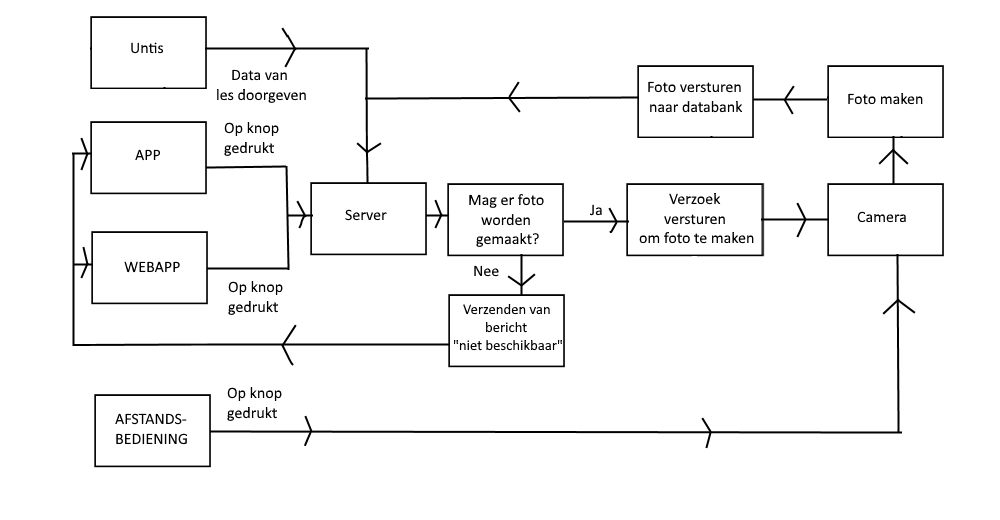 Untis
Data van
les doorgeven
Foto versturen
naar databank
Foto maken
Op knop
gedrukt
APP
Server
Mag er foto
worden
gemaakt?
Ja
Verzoek
versturen
om foto te maken
Camera
WEBAPP
Op knop
gedrukt
Nee
Verzenden van
bericht
"niet beschikbaar"
Op knop
gedrukt
AFSTANDS-
BEDIENING